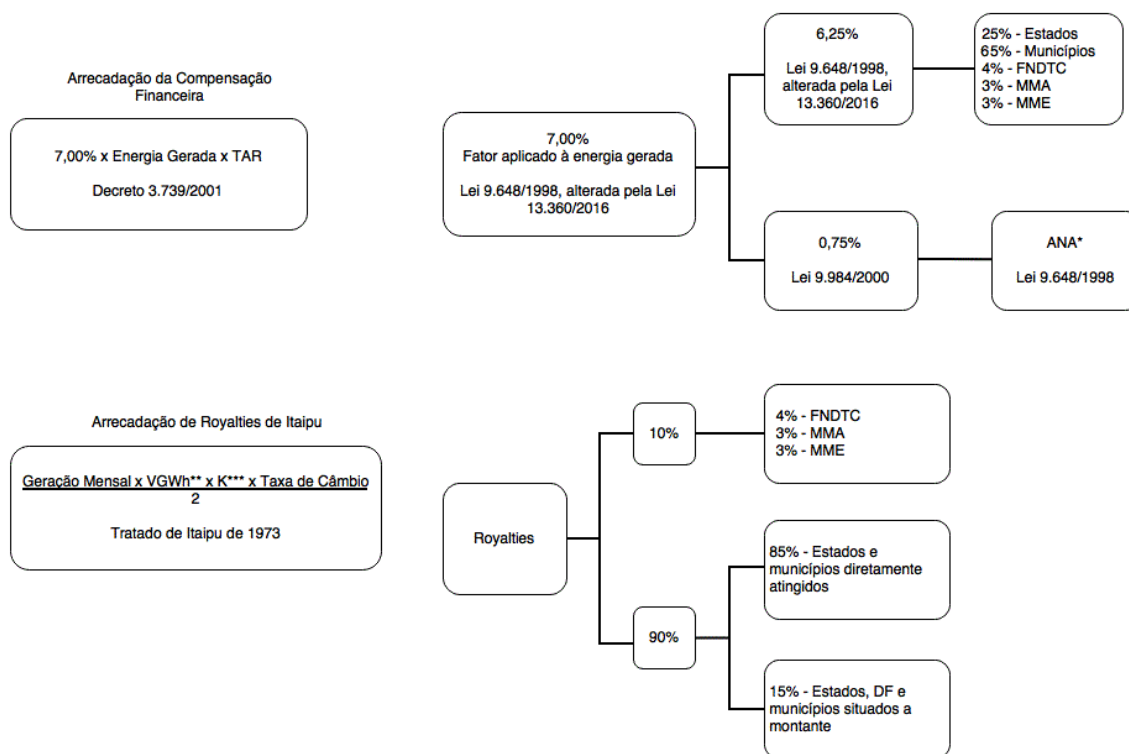 Arrecadação da Compensação
Financeira
7,00% x Energia Gerada x TAR
Decreto 3.739/2001
7,00%
Fator aplicado à energia gerada
Lei 9.648/1998, alterada pela Lei
13.360/2016
6,25%
Lei 9.648/1998,
alterada pela Lei
13.360/2016
25% - Estados
65% - Municípios
4% - FNDTC
3% - MMA
3% - MME
0,75%
Lei 9.984/2000
ANA*
Lei 9.648/1998
Arrecadação de Royalties de Itaipu
Geração Mensal x VGWh** x K*** x Taxa de Câmbio
2
Tratado de Itaipu de 1973
Royalties
10%
4% - FNDTC
3% - MMA
3% - MME
90%
85% - Estados e
municípios diretamente
atingidos
15% - Estados, DF e
municípios situados a
montante